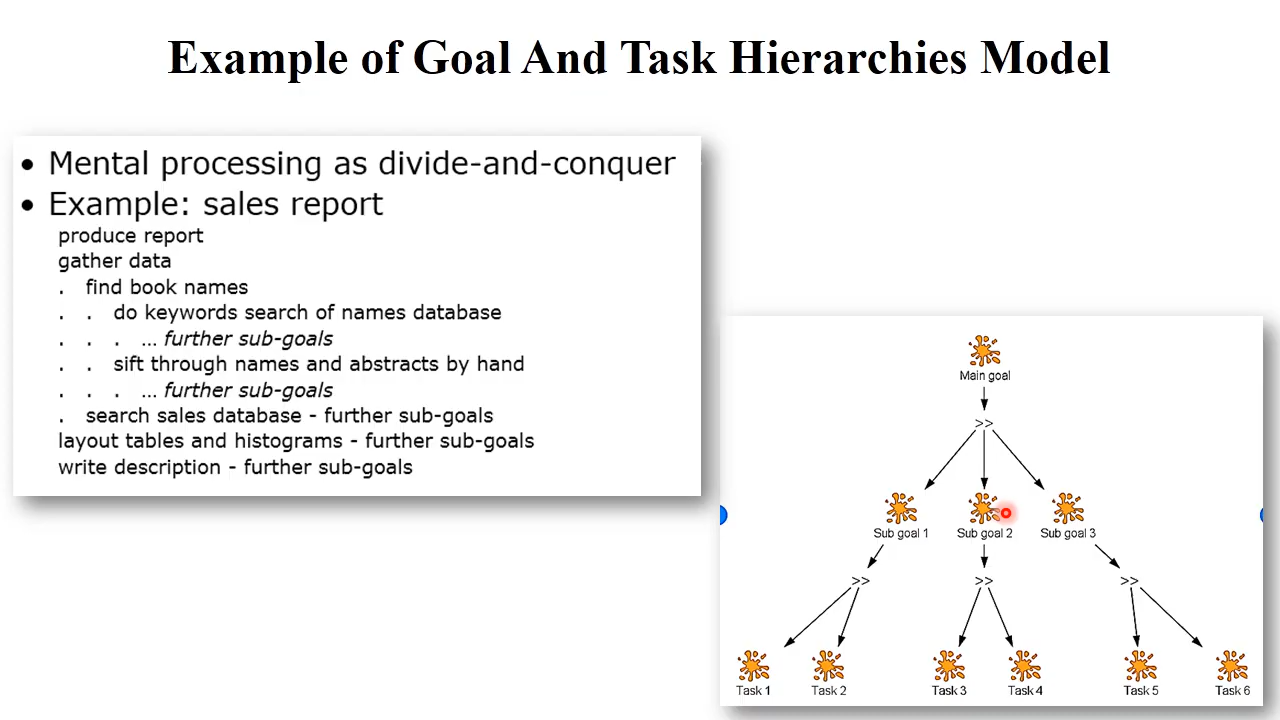 Example of Goal And Task Hierarchies Model
• Mental processing as divide-and-conquer
• Example: sales report
produce report
gather data
. find book names
. . do keywords search of names database
. . . ... further sub-goals
. . sift through names and abstracts by hand
. . . ... further sub-goals
. search sales database - further sub-goals
layout tables and histograms - further sub-goals
write description - further sub-goals
Main goal
>>
Sub goal 1 Sub goal 2 Sub goal 3
>> >> >>
Task 1 Task 2 Task 3 Task 4 Task 5 Task 6